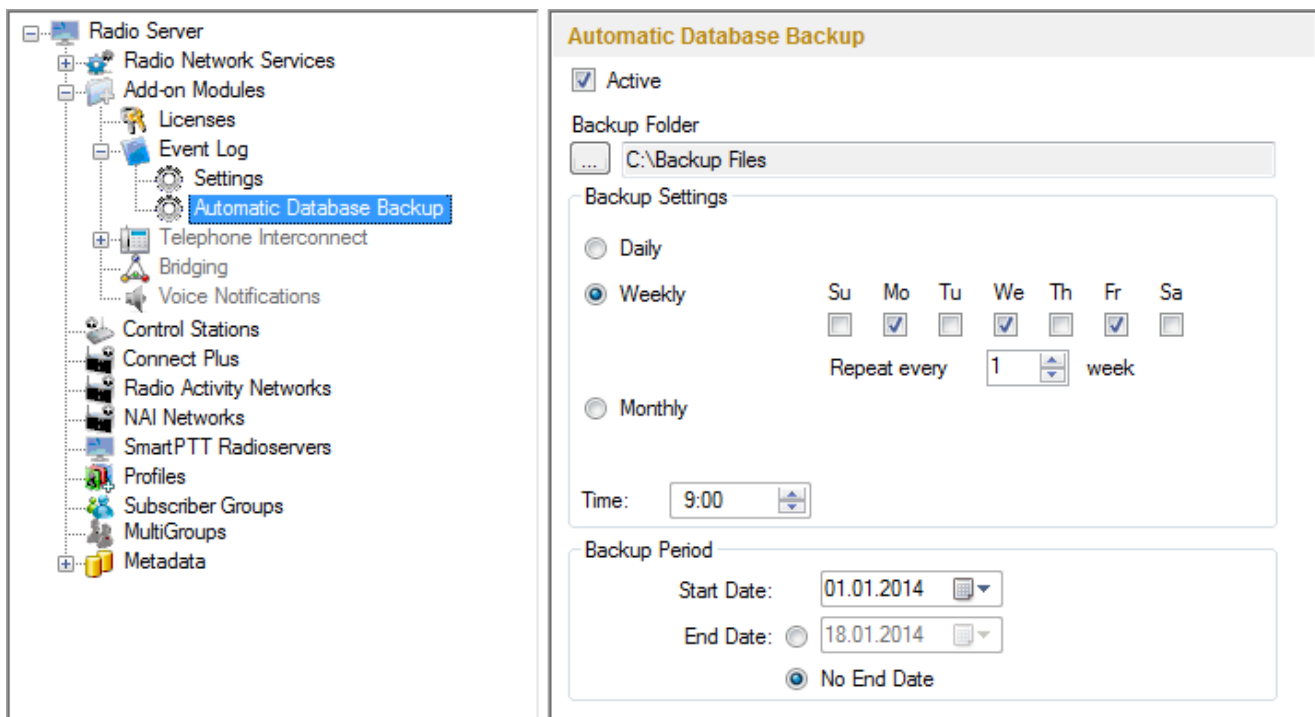 Radio Server
Radio Network Services
Add-on Modules
Licenses
Event Log
Settings
Automatic Database Backup
Telephone Interconnect
Bridging
Voice Notifications
Control Stations
Connect Plus
Radio Activity Networks
NAI Networks
SmartPTT Radioservers
Profiles
Subscriber Groups
MultiGroups
Metadata
Automatic Database Backup
Active
Backup Folder
... C:\Backup Files
Backup Settings
Daily
Weekly Su Mo Tu We Th Fr Sa
Repeat every 1 week
Monthly
Time: 9:00
Backup Period
Start Date: 01.01.2014
End Date: 18.01.2014
No End Date